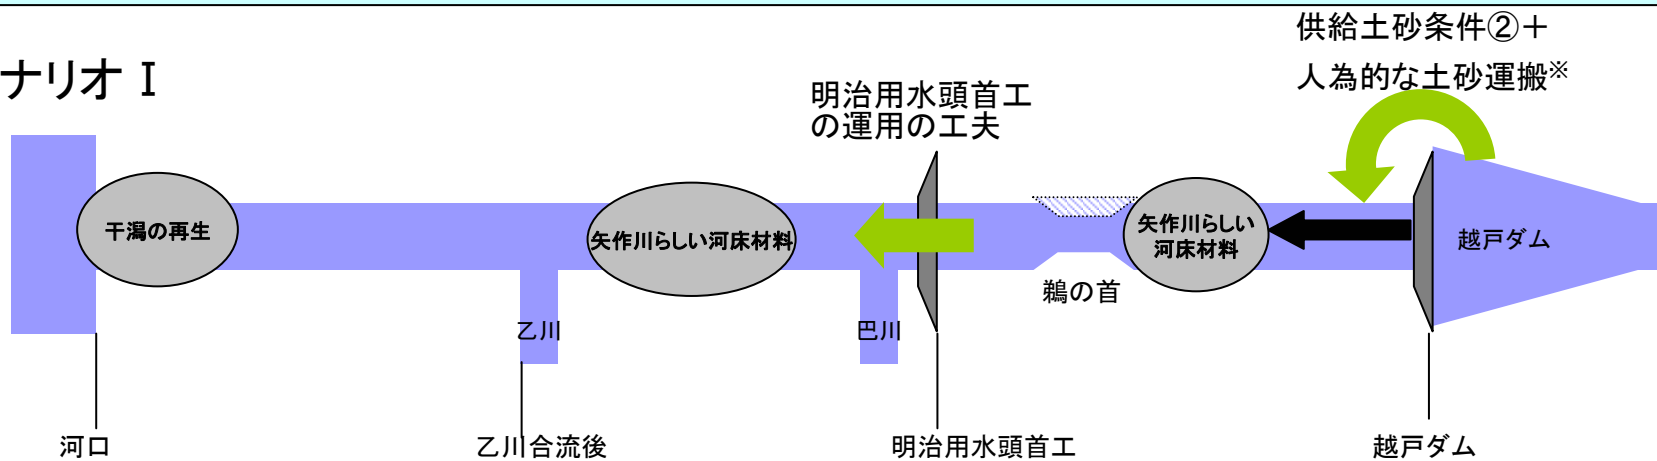 供給土砂条件②＋
人為的な土砂運搬※
ナリオ Ⅰ
明治用水頭首工
の運用の工夫
干潟の再生
矢作川らしい河床材料
矢作川らしい
河床材料
越戸ダム
鵜の首
乙川
巴川
河口
乙川合流後
明治用水頭首工
越戸ダム